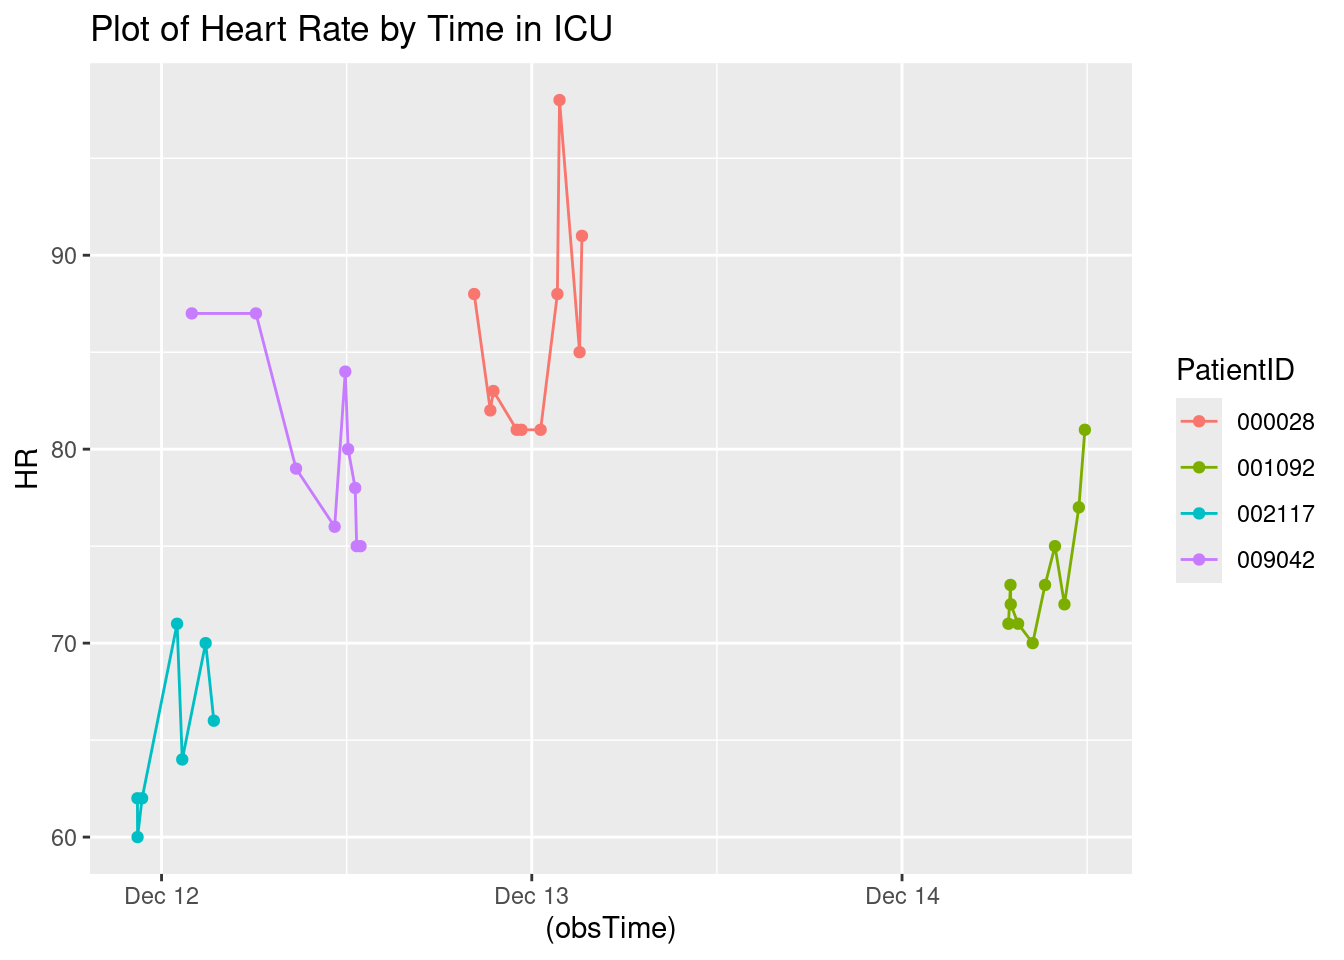 Plot of Heart Rate by Time in ICU
HR
90
80
70
60
Dec 12
Dec 13
Dec 14
(obsTime)
PatientID
000028
001092
002117
009042